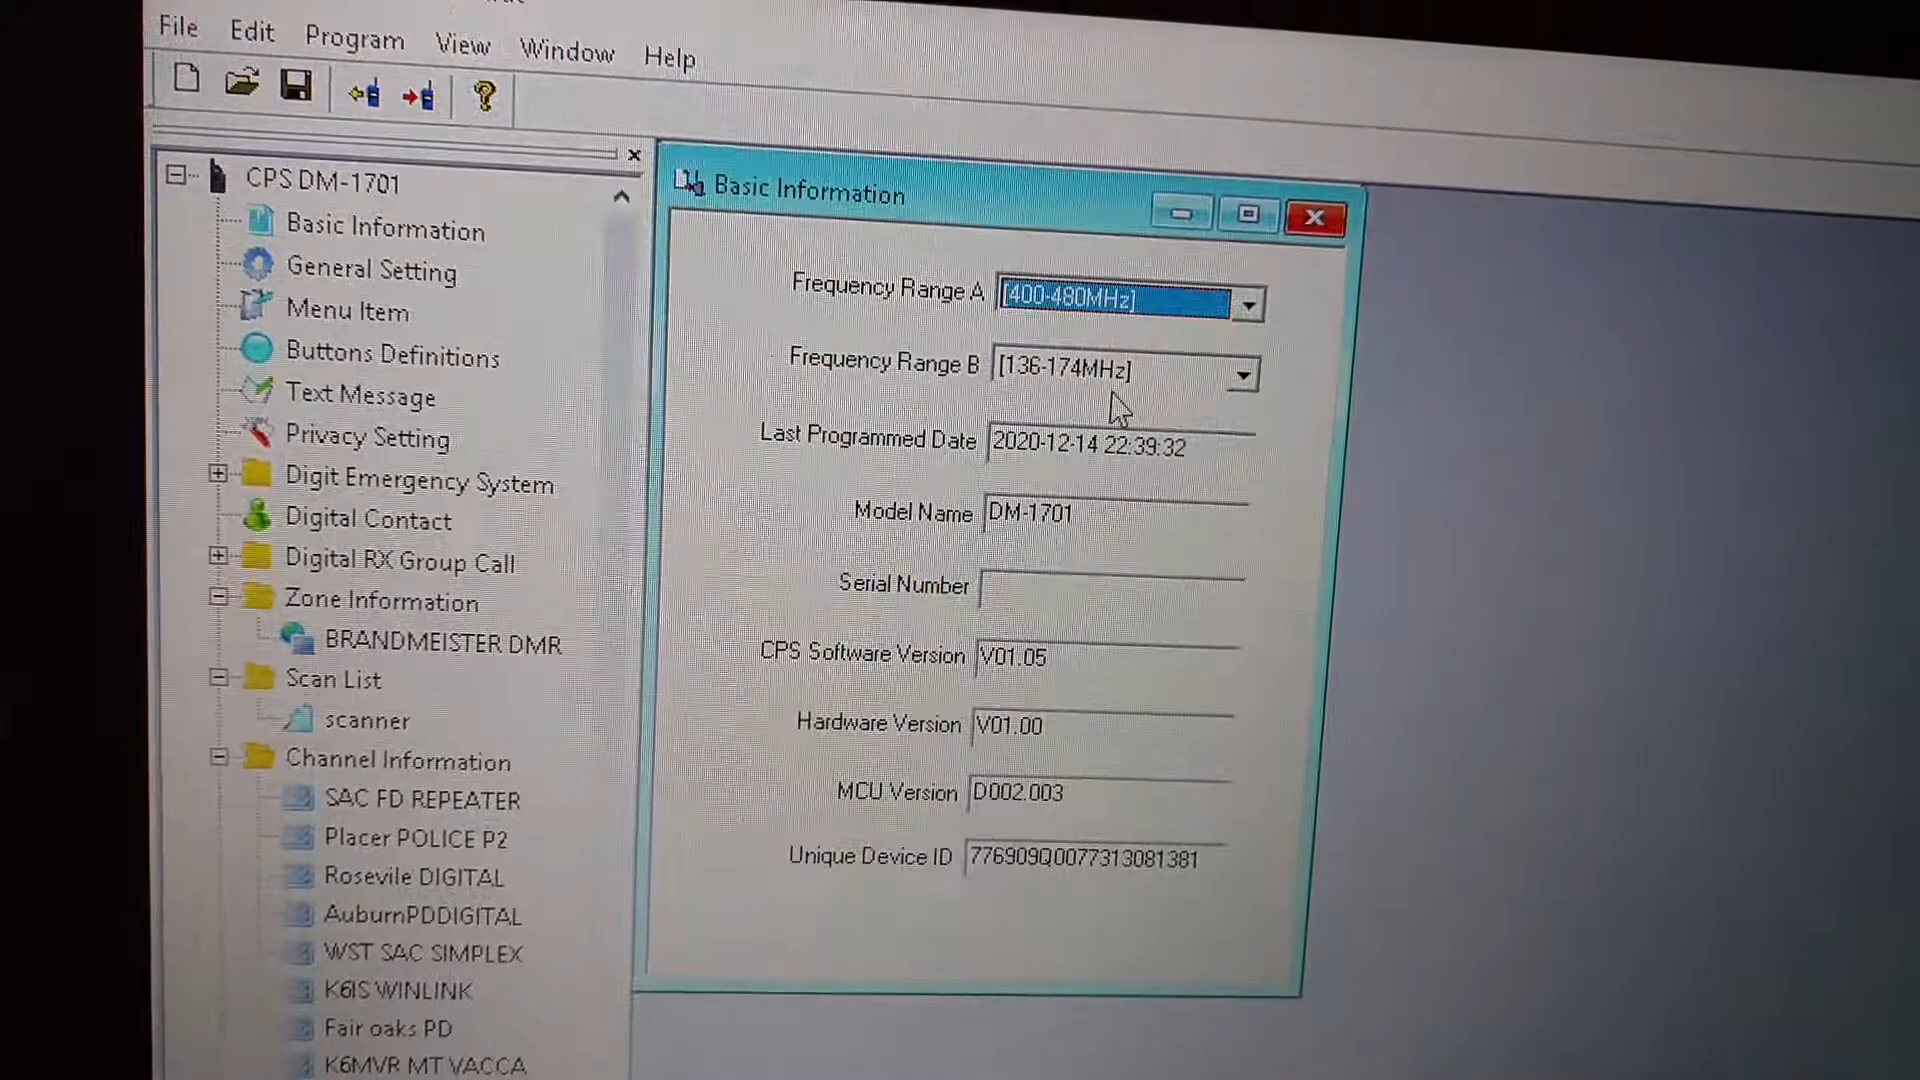 File Edit Program View Window Help
CPS DM-1701
Basic Information
General Setting
Menu Item
Buttons Definitions
Text Message
Privacy Setting
Digit Emergency System
Digital Contact
Digital RX Group Call
Zone Information
BRANDMEISTER DMR
Scan List
scanner
Channel Information
SAC FD REPEATER
Placer POLICE P2
Rosevile DIGITAL
AuburnPDDIGITAL
WST SAC SIMPLEX
K6IS WINLINK
Fair oaks PD
K6MVR MT VACCA
Basic Information
Frequency Range A [400-480MHz]
Frequency Range B [136-174MHz]
Last Programmed Date 2020-12-14 22:39:32
Model Name DM-1701
Serial Number
CPS Software Version V01.05
Hardware Version V01.00
MCU Version D002.003
Unique Device ID 776909Q0077313081381